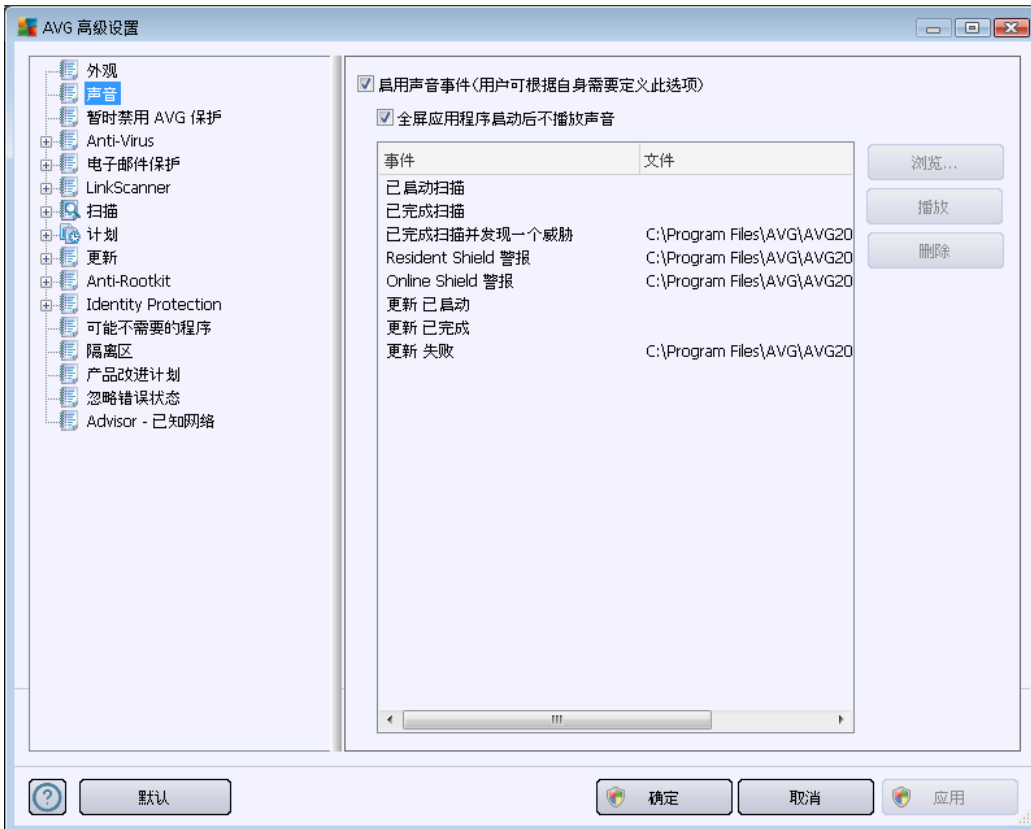 AVG 高级设置
外观
声音
暂时禁用 AVG 保护
Anti-Virus
电子邮件保护
LinkScanner
扫描
计划
更新
Anti-Rootkit
Identity Protection
可能不需要的程序
隔离区
产品改进计划
忽略错误状态
Advisor - 已知网络
启用声音事件(用户可根据自身需要定义此选项)
全屏应用程序启动后不播放声音
事件 文件
已启动扫描
已完成扫描
已完成扫描并发现一个威胁 C:\Program Files\AVG\AVG20
Resident Shield 警报 C:\Program Files\AVG\AVG20
Online Shield 警报 C:\Program Files\AVG\AVG20
更新 已启动
更新 已完成
更新 失败 C:\Program Files\AVG\AVG20
浏览...
播放
删除
默认
确定
取消
应用